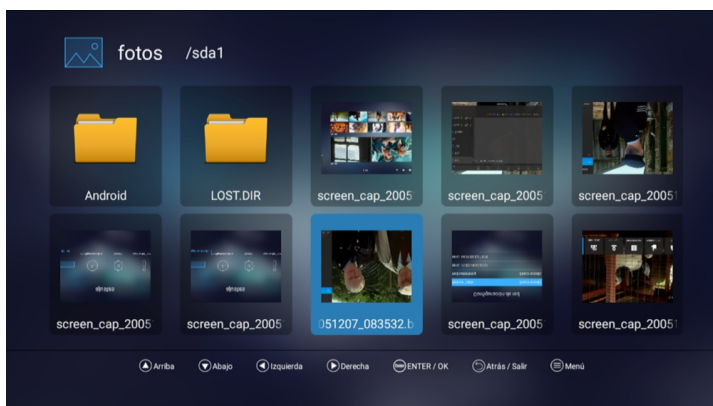 fotos /sda1
Android
LOST.DIR
screen_cap_2005
screen_cap_2005
screen_cap_20051
screen_cap_2005
screen_cap_2005
051207_083532.b
screen_cap_2005
screen_cap_2005
Arriba Abajo Izquierda Derecha ENTER / OK Atrás / Salir Menú